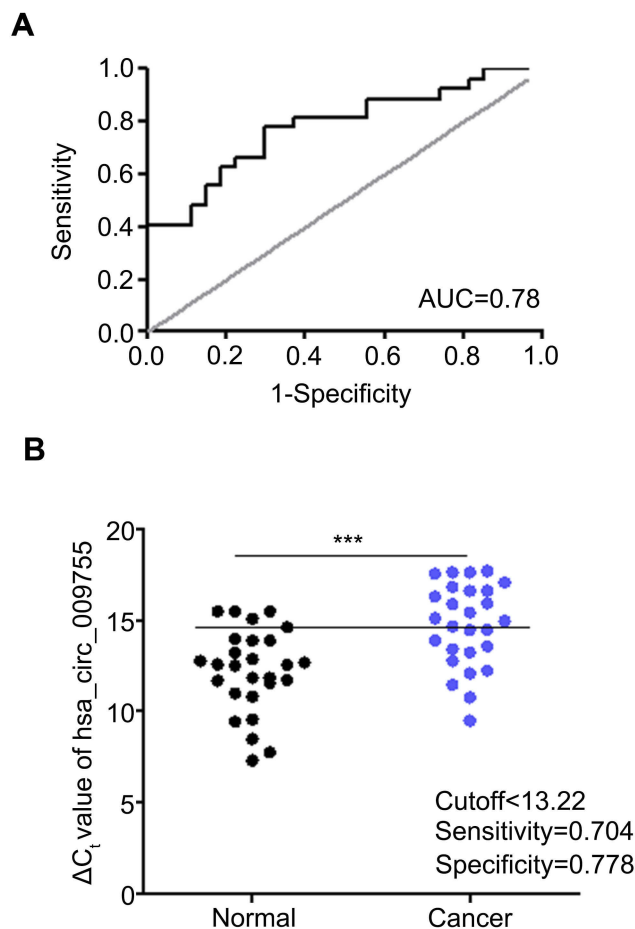 A
1.0
0.8
0.6
0.4
0.2
0.0
Sensitivity
AUC=0.78
0.0 0.2 0.4 0.6 0.8 1.0
1-Specificity
B
20
15
10
5
0
ΔCt value of hsa_circ_009755
***
Cutoff<13.22
Sensitivity=0.704
Specificity=0.778
Normal Cancer